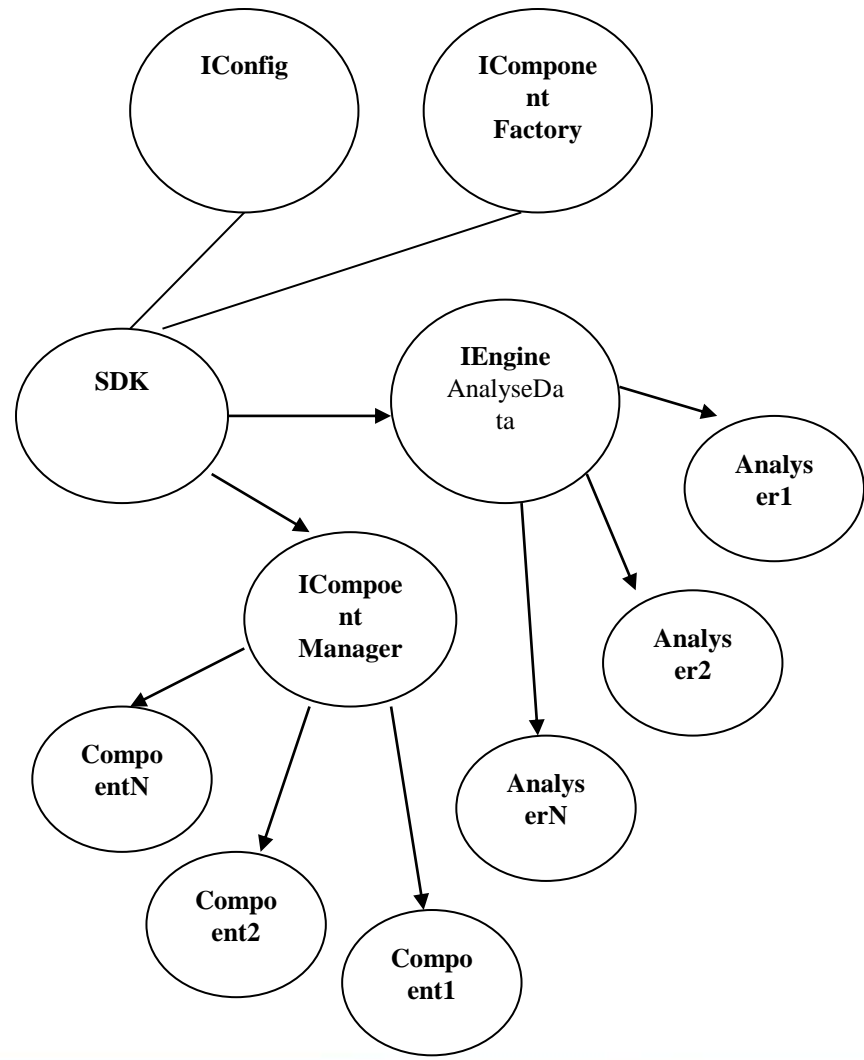 IConfig
ICompone
nt
Factory
SDK
IEngine
AnalyseDa
ta
Analys
er1
ICompoe
nt
Manager
Analys
er2
Compo
entN
Analys
erN
Compo
ent2
Compo
ent1